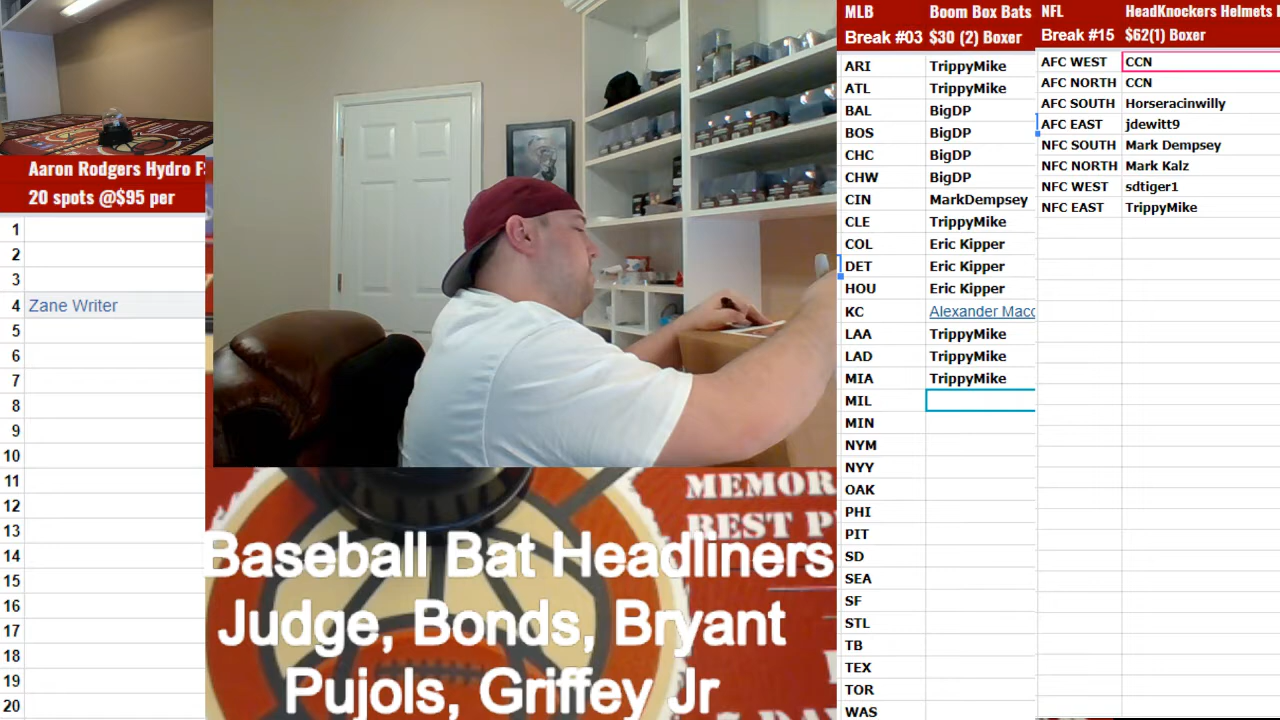 Aaron Rodgers Hydro
20 spots @$95 per
1
2
3
4 Zane Writer
5
6
7
8
9
10
11
12
13
14
15
16
17
18
19
20
MEMOR
REST P
Baseball Bat Headliners
Judge, Bonds, Bryant
Pujols, Griffey Jr
MLB Boom Box Bats
Break #03 $30 (2) Boxer
ARI TrippyMike
ATL TrippyMike
BAL BigDP
BOS BigDP
CHC BigDP
CHW BigDP
CIN MarkDempsey
CLE TrippyMike
COL Eric Kipper
DET Eric Kipper
HOU Eric Kipper
KC Alexander Macc
LAA TrippyMike
LAD TrippyMike
MIA TrippyMike
MIL
MIN
NYM
NYY
OAK
PHI
PIT
SD
SEA
SF
STL
TB
TEX
TOR
WAS
NFL HeadKnockers Helmets
Break #15 $62(1) Boxer
AFC WEST CCN
AFC NORTH CCN
AFC SOUTH Horseracinwilly
AFC EAST jdewitt9
NFC SOUTH Mark Dempsey
NFC NORTH Mark Kalz
NFC WEST sdtiger1
NFC EAST TrippyMike